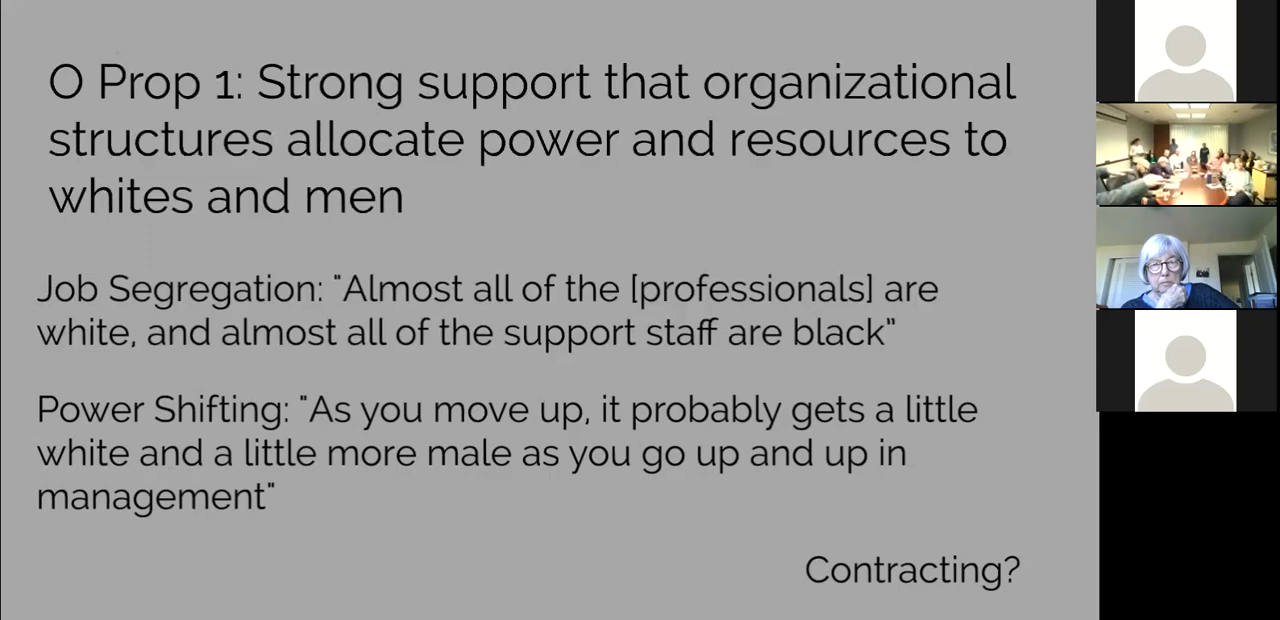 O Prop 1: Strong support that organizational
structures allocate power and resources to
whites and men
Job Segregation: "Almost all of the [professionals] are
white, and almost all of the support staff are black”
Power Shifting: "As you move up, it probably gets a little
white and a little more male as you go up and up in
management"
Contracting?